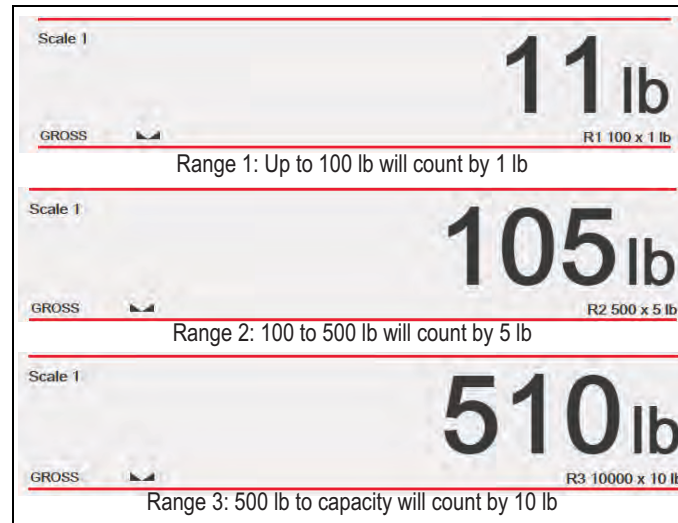 Scale 1
11 lb
GROSS R1 100 x 1 lb
Range 1: Up to 100 lb will count by 1 lb
Scale 1
105 lb
GROSS R2 500 x 5 lb
Range 2: 100 to 500 lb will count by 5 lb
Scale 1
510 lb
GROSS R3 10000 x 10 lb
Range 3: 500 lb to capacity will count by 10 lb